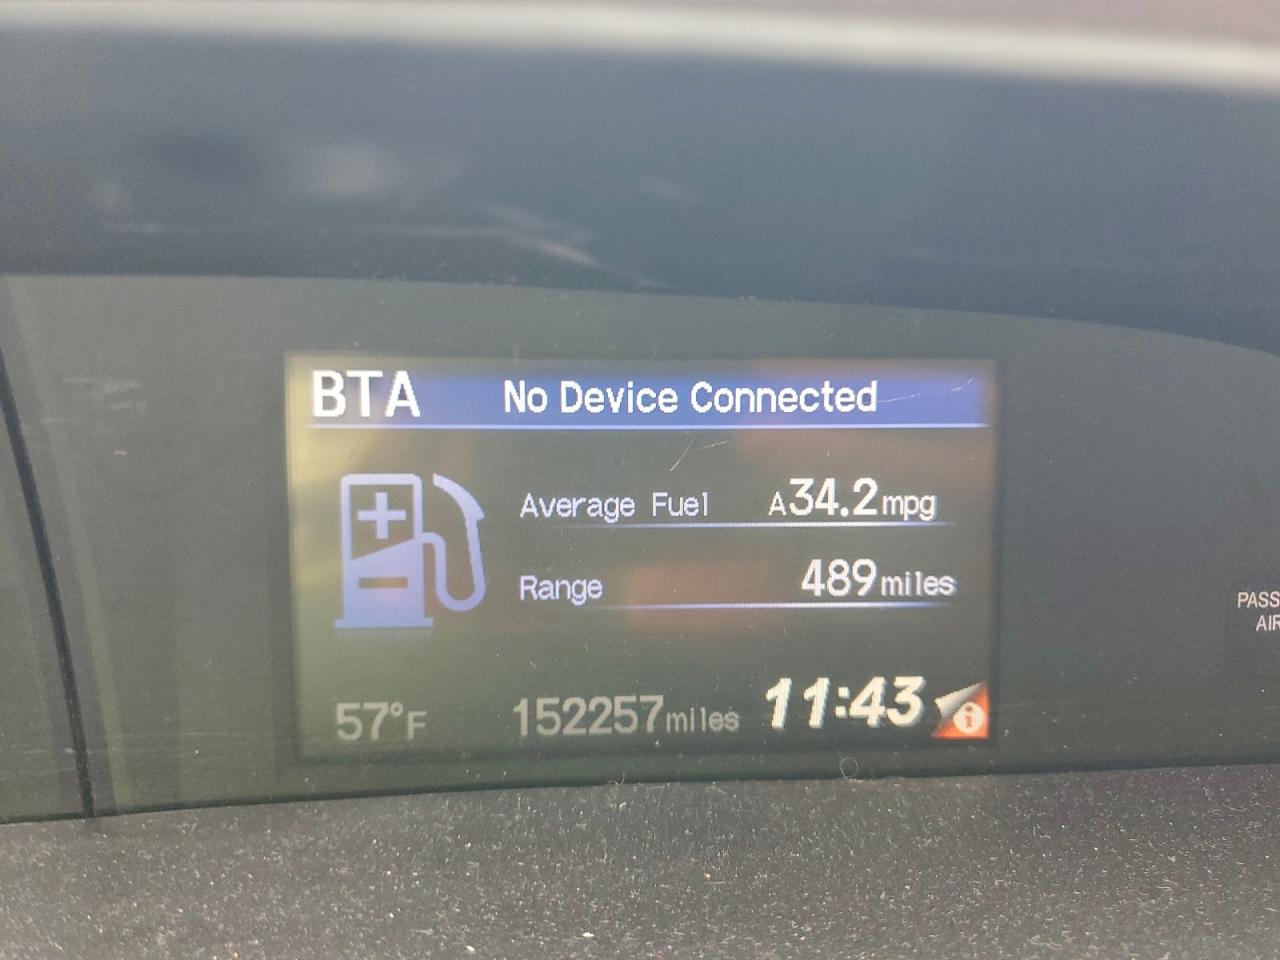 BTA No Device Connected
Average Fuel A34.2mpg
Range 489miles
57°F 152257miles 11:43
PASS
AIR